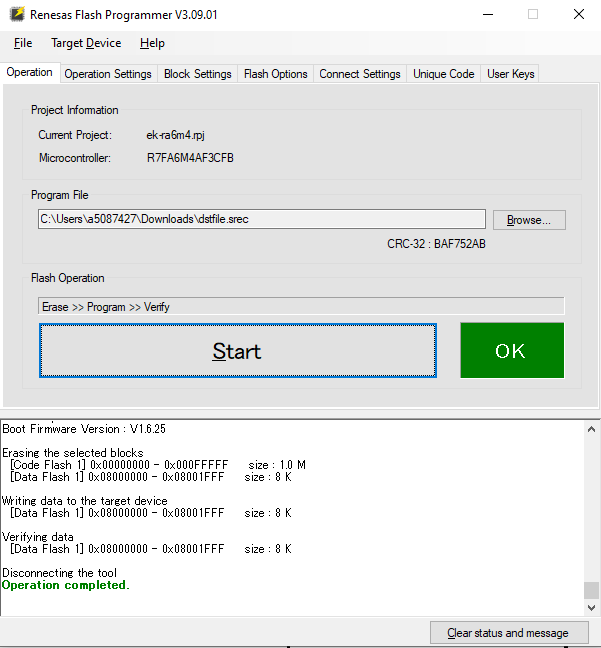 Renesas Flash Programmer V3.09.01
File Target Device Help
Operation Operation Settings Block Settings Flash Options Connect Settings Unique Code User Keys
Project Information
Current Project: ek-ra6m4.rpj
Microcontroller: R7FA6M4AF3CFB
Program File
C:\Users\a5087427\Downloads\dstfile.srec Browse...
CRC-32 : BAF752AB
Flash Operation
Erase >> Program >> Verify
Start OK
Boot Firmware Version : V1.6.25
Erasing the selected blocks
[Code Flash 1] 0x00000000 - 0x000FFFFF size : 1.0 M
[Data Flash 1] 0x08000000 - 0x08001FFF size : 8 K
Writing data to the target device
[Data Flash 1] 0x08000000 - 0x08001FFF size : 8 K
Verifying data
[Data Flash 1] 0x08000000 - 0x08001FFF size : 8 K
Disconnecting the tool
Operation completed.
Clear status and message